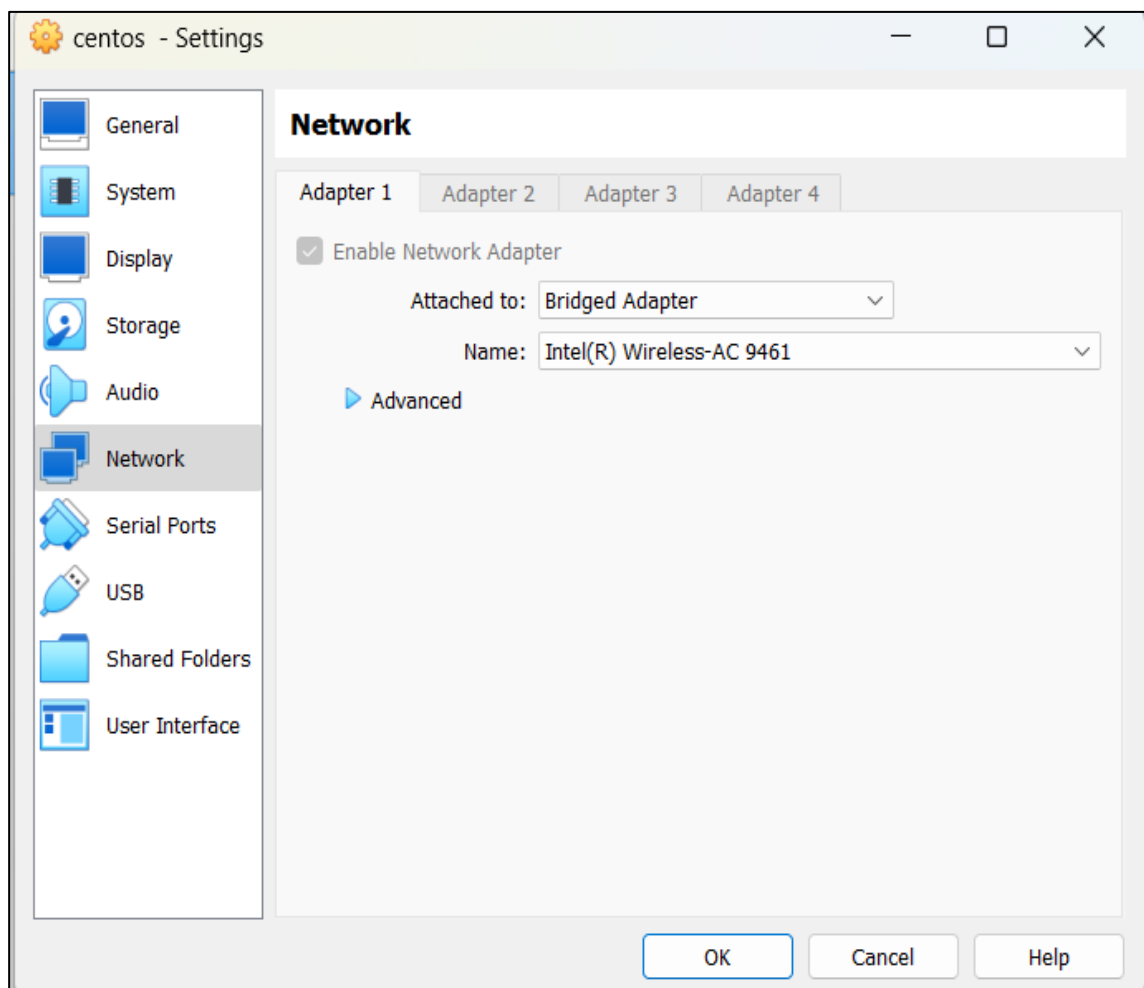 centos - Settings
General
System
Display
Storage
Audio
Network
Serial Ports
USB
Shared Folders
User Interface
Network
Adapter 1 Adapter 2 Adapter 3 Adapter 4
Enable Network Adapter
Attached to: Bridged Adapter
Name: Intel(R) Wireless-AC 9461
Advanced
OK Cancel Help